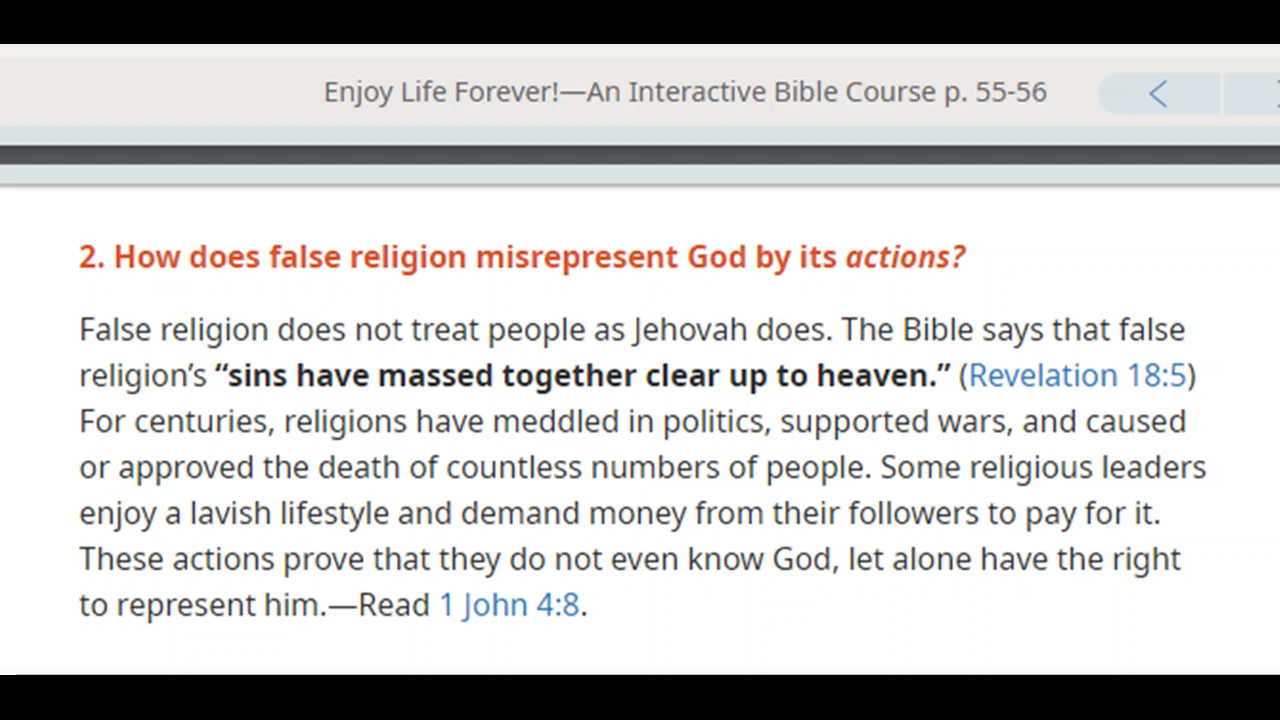 Enjoy Life Forever!—An Interactive Bible Course p. 55-56
2. How does false religion misrepresent God by its actions?
False religion does not treat people as Jehovah does. The Bible says that false
religion’s “sins have massed together clear up to heaven.” (Revelation 18:5)
For centuries, religions have meddled in politics, supported wars, and caused
or approved the death of countless numbers of people. Some religious leaders
enjoy a lavish lifestyle and demand money from their followers to pay for it.
These actions prove that they do not even know God, let alone have the right
to represent him.—Read 1 John 4:8.